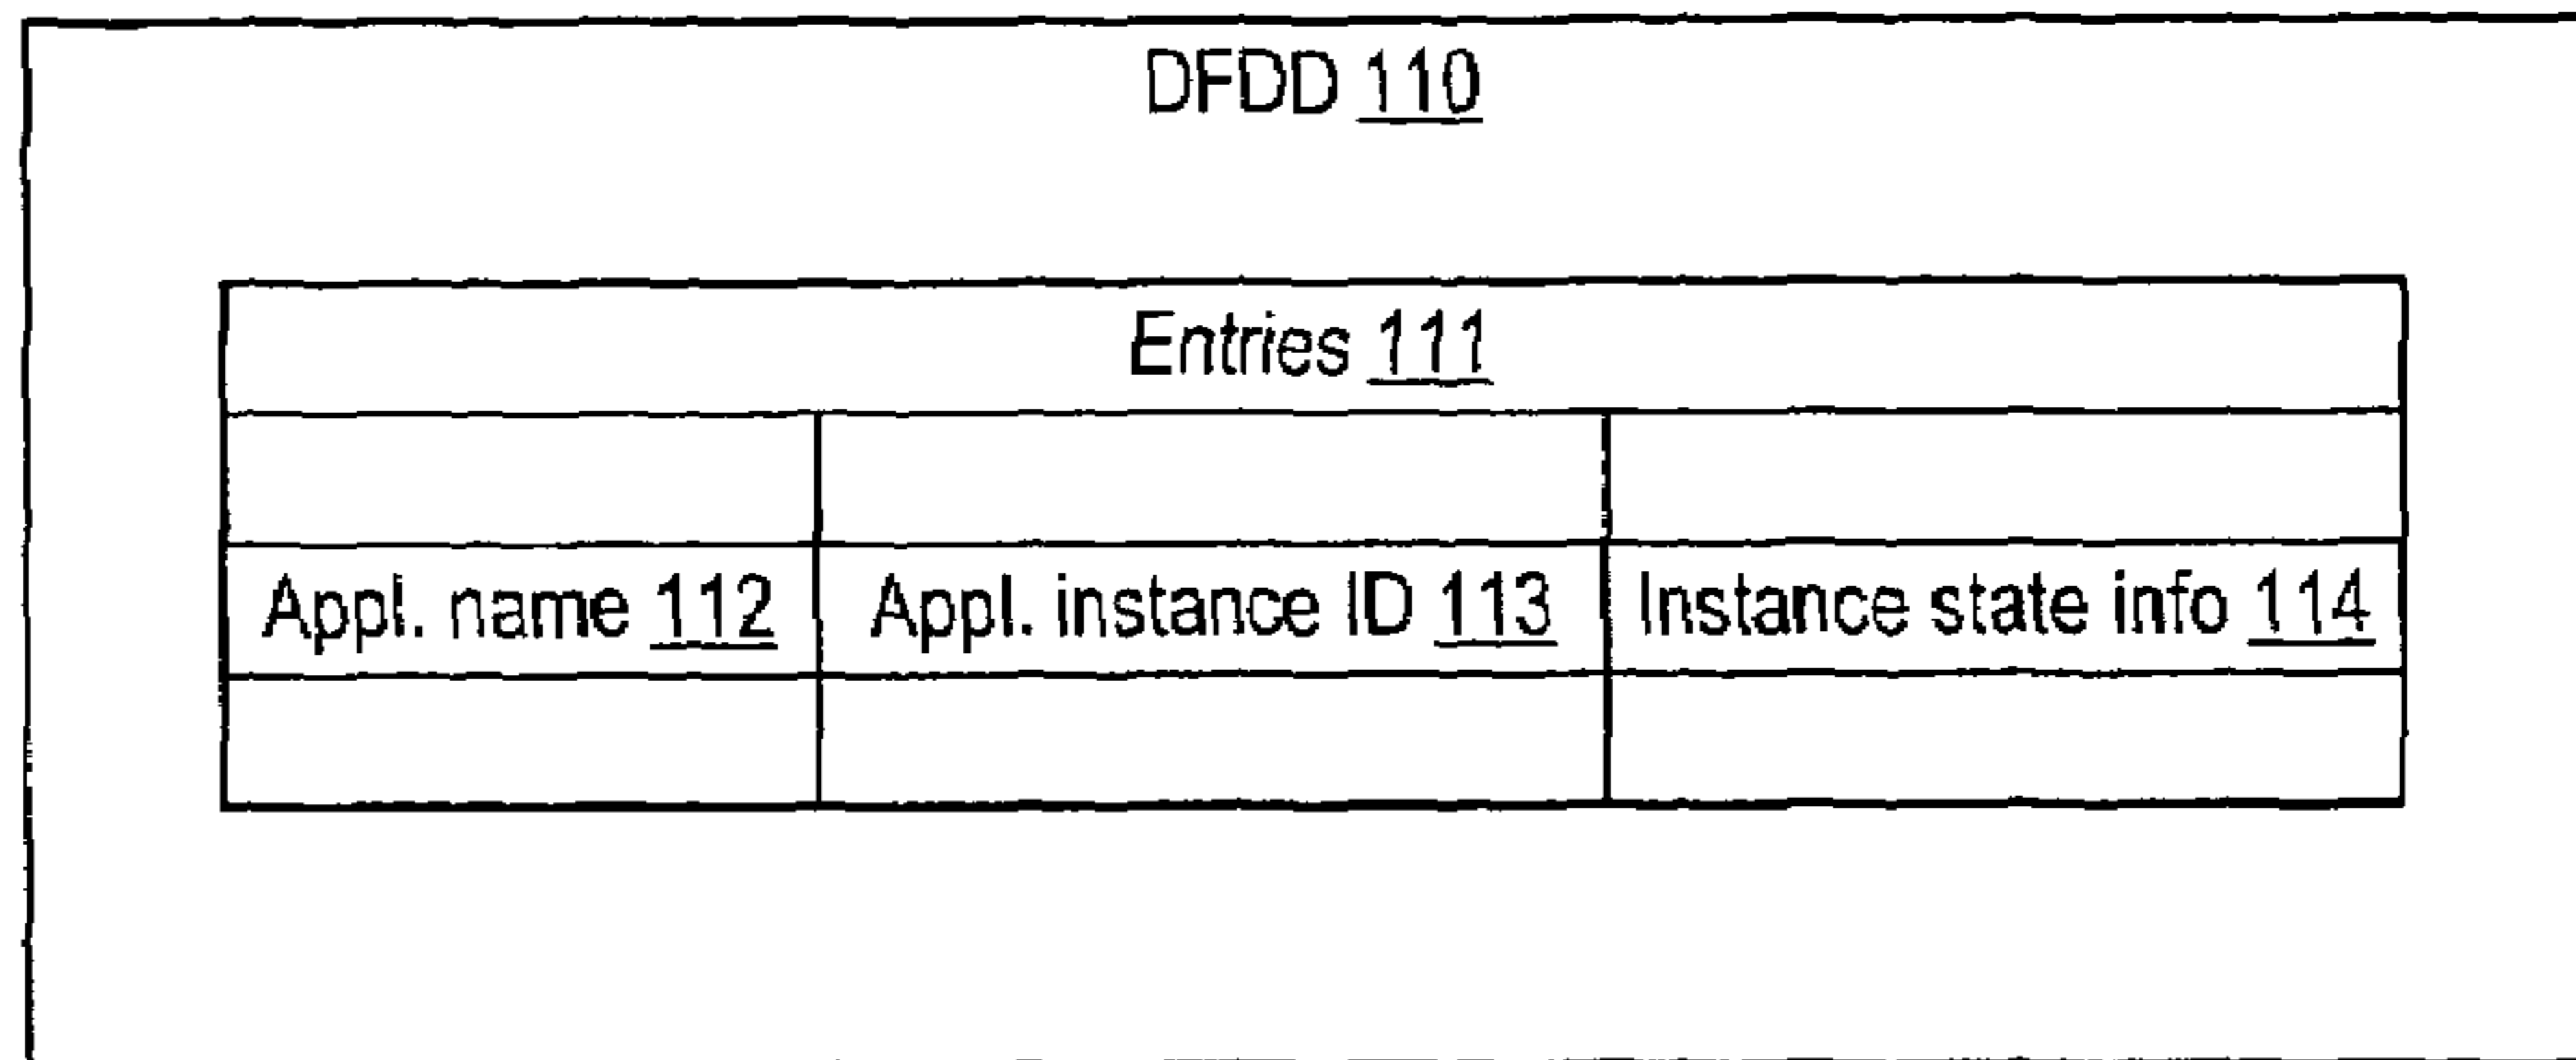 DFDD 110
Entries 111
Appl. name 112 Appl. instance ID 113 Instance state info 114